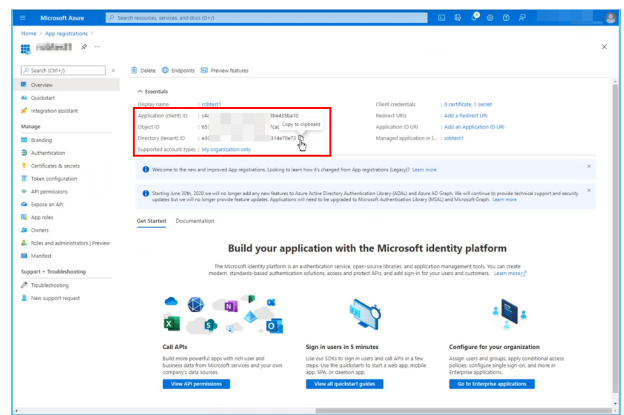 Microsoft Azure
Search resources, services, and docs (G+/)
Home > App registrations >
robtest1
Search (Ctrl+/)
Delete
Endpoints
Preview features
Overview
Quickstart
Integration assistant
Manage
Branding
Authentication
Certificates & secrets
Token configuration
API permissions
Expose an API
App roles
Owners
Roles and administrators | Preview
Manifest
Support + Troubleshooting
Troubleshooting
New support request
Essentials
Display name : robtest1
Application (client) ID
Object ID
Directory (tenant) ID
Supported account types : My organization only
Copy to clipboard
Client credentials : 0 certificate, 1 secret
Redirect URIs : Add a Redirect URI
Application ID URI : Add an Application ID URI
Managed application in l... : robtest1
Welcome to the new and improved App registrations. Looking to learn how it's changed from App registrations (Legacy)? Learn more
Starting June 30th, 2020 we will no longer add any new features to Azure Active Directory Authentication Library (ADAL) and Azure AD Graph. We will continue to provide technical support and security
updates but we will no longer provide feature updates. Applications will need to be upgraded to Microsoft Authentication Library (MSAL) and Microsoft Graph. Learn more
Get Started
Documentation
Build your application with the Microsoft identity platform
The Microsoft identity platform is an authentication service, open-source libraries, and application management tools. You can create
modern, standards-based authentication solutions, access and protect APIs, and add sign-in for your users and customers. Learn more
Call APIs
Build more powerful apps with rich user and
business data from Microsoft services and your own
company's data sources.
View API permissions
Sign in users in 5 minutes
Use our SDKs to sign in users and call APIs in a few
steps. Use the quickstarts to start a web app, mobile
app, SPA, or daemon app.
View all quickstart guides
Configure for your organization
Assign users and groups, apply conditional access
policies, configure single sign-on, and more in
Enterprise applications.
Go to Enterprise applications